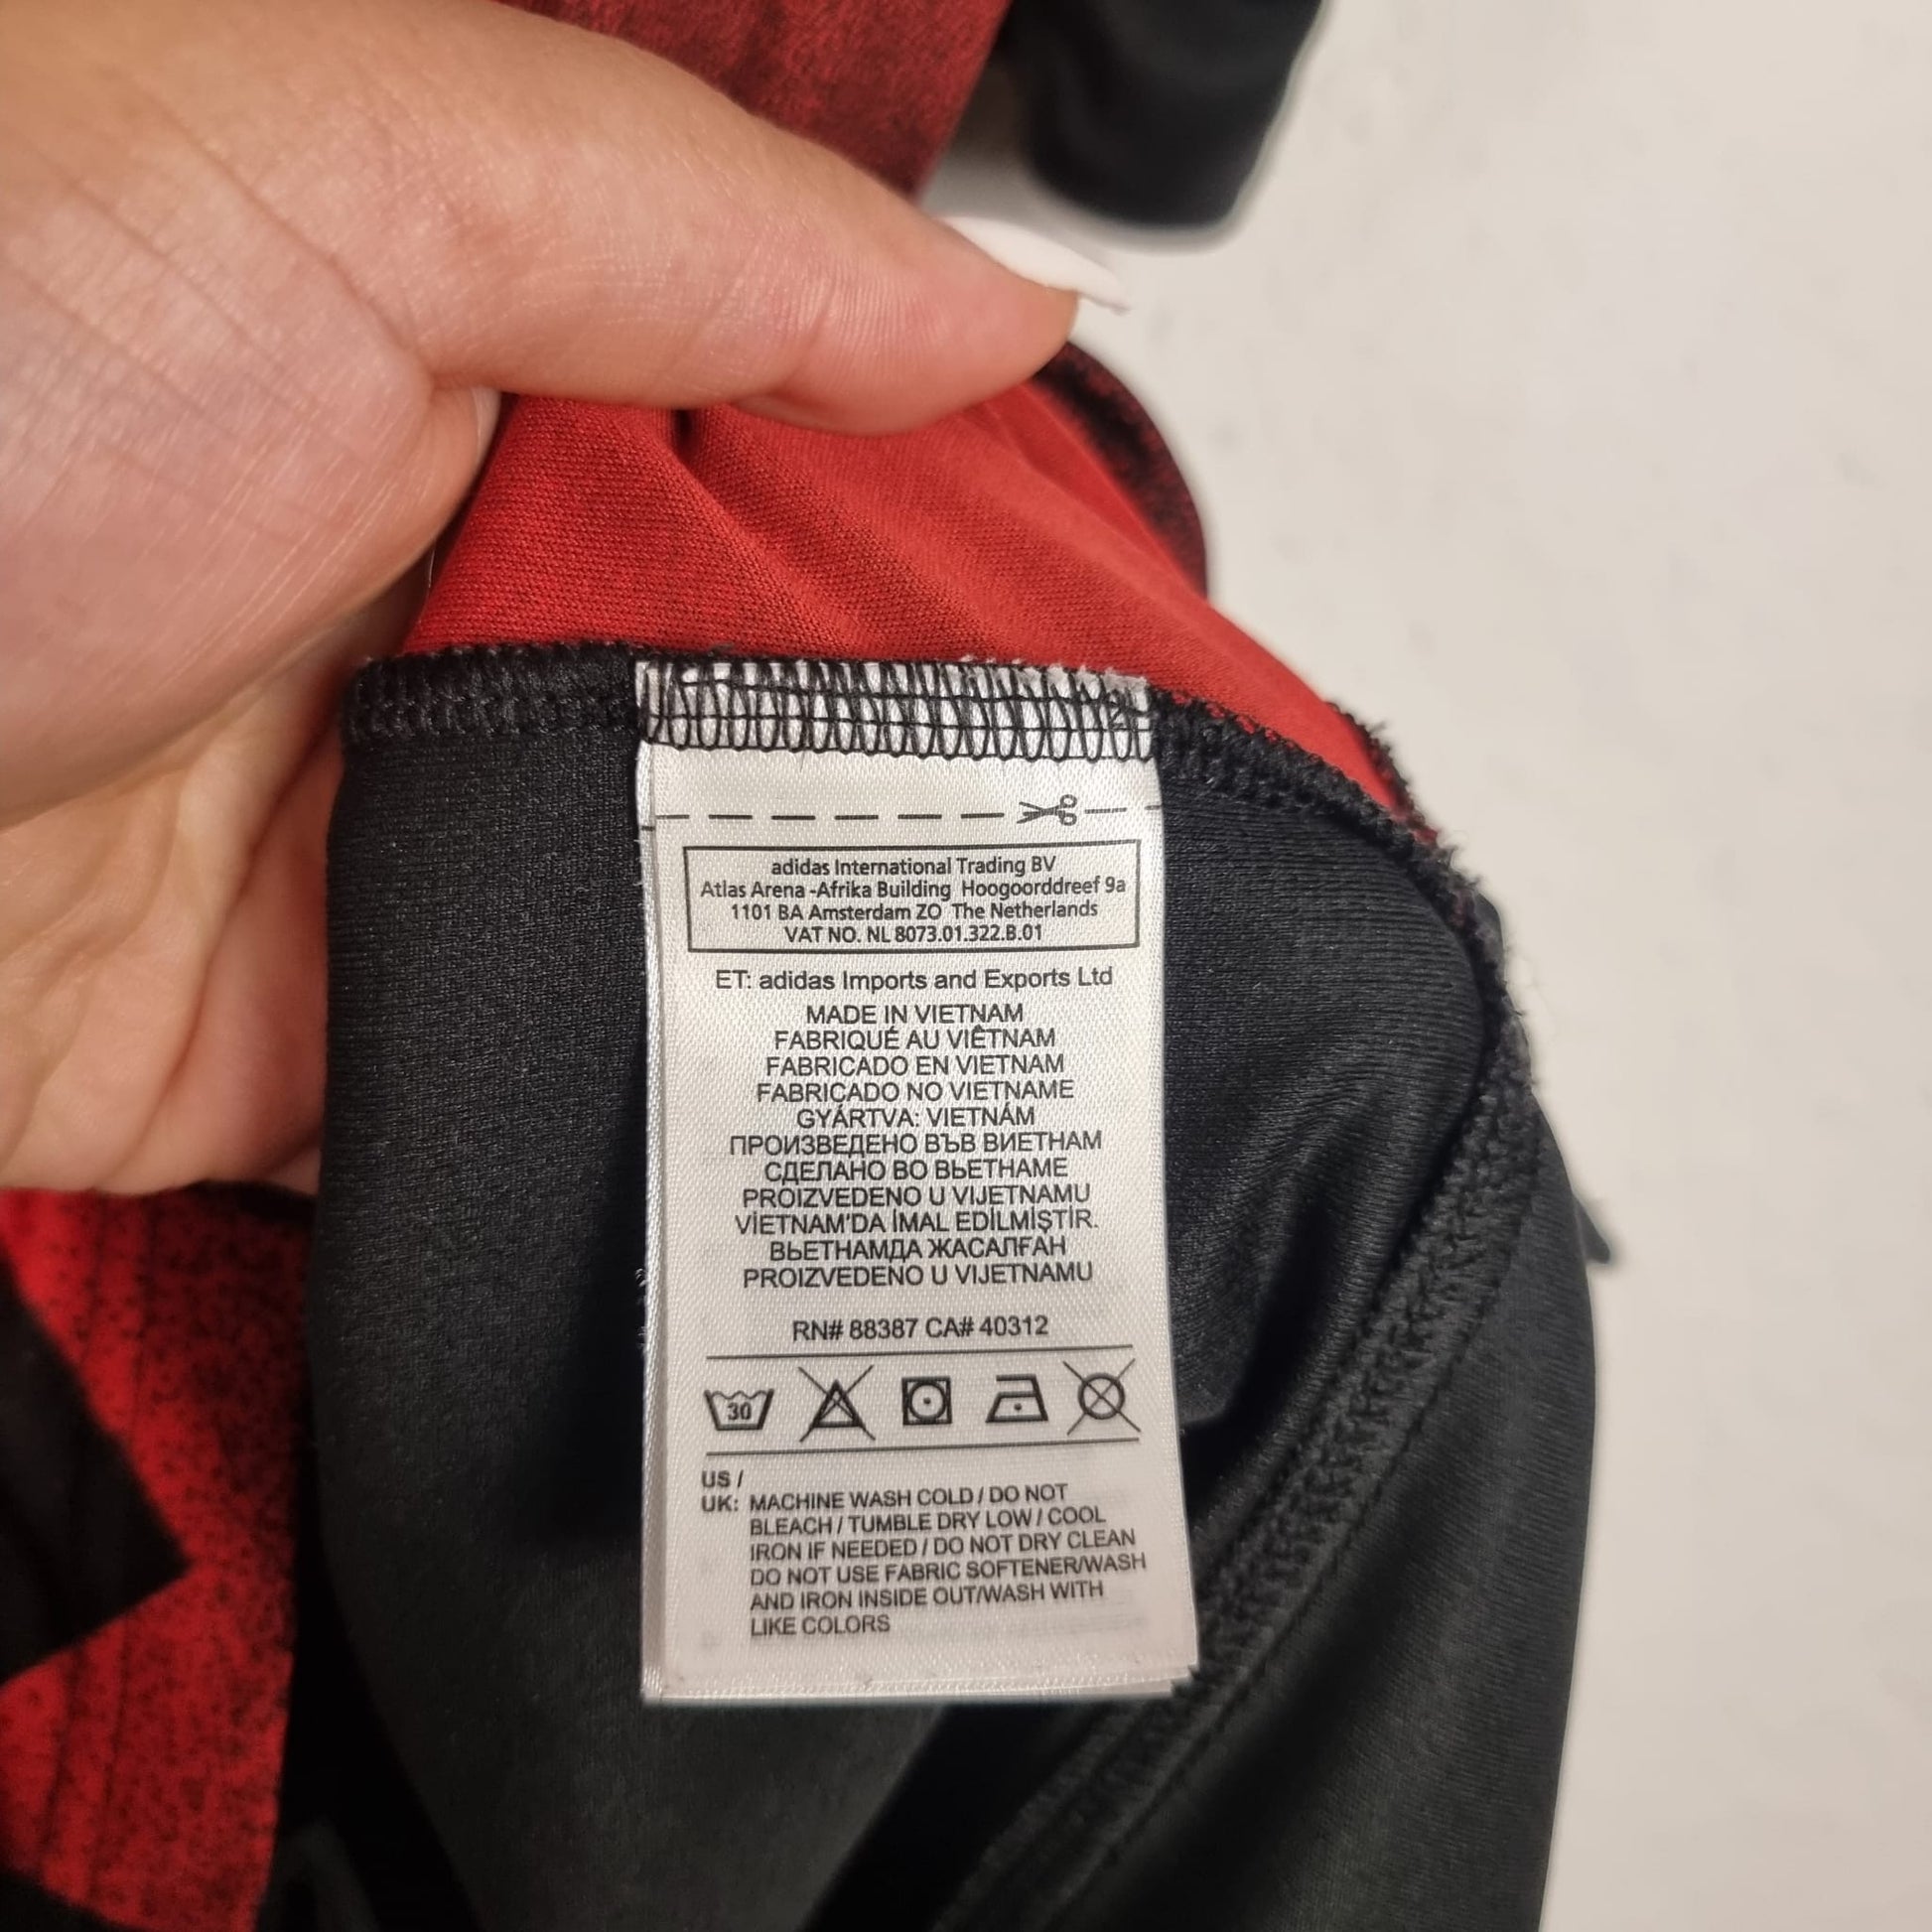 adidas International Trading BV
Atlas Arena -Afrika Building Hoogoorddreef 9a
1101 BA Amsterdam ZO The Netherlands
VAT NO. NL 8073.01.322.B.01
ET: adidas Imports and Exports Ltd
MADE IN VIETNAM
FABRIQUÉ AU VIÊTNAM
FABRICADO EN VIETNAM
FABRICADO NO VIETNAME
GYÁRTVA: VIETNÁM
ПРОИЗВЕДЕНО ВЪВ ВИЕТНАМ
СДЕЛАНО ВО ВЬЕТНАМЕ
PROIZVEDENO U VIJETNAMU
VİETNAM'DA İMAL EDİLMİŞTİR.
ВЬЕТНАМДА ЖАСАЛҒАН
PROIZVEDENO U VIJETNAMU
RN# 88387 CA# 40312
30
US /
UK: MACHINE WASH COLD / DO NOT
BLEACH / TUMBLE DRY LOW / COOL
IRON IF NEEDED / DO NOT DRY CLEAN
DO NOT USE FABRIC SOFTENER/WASH
AND IRON INSIDE OUT/WASH WITH
LIKE COLORS